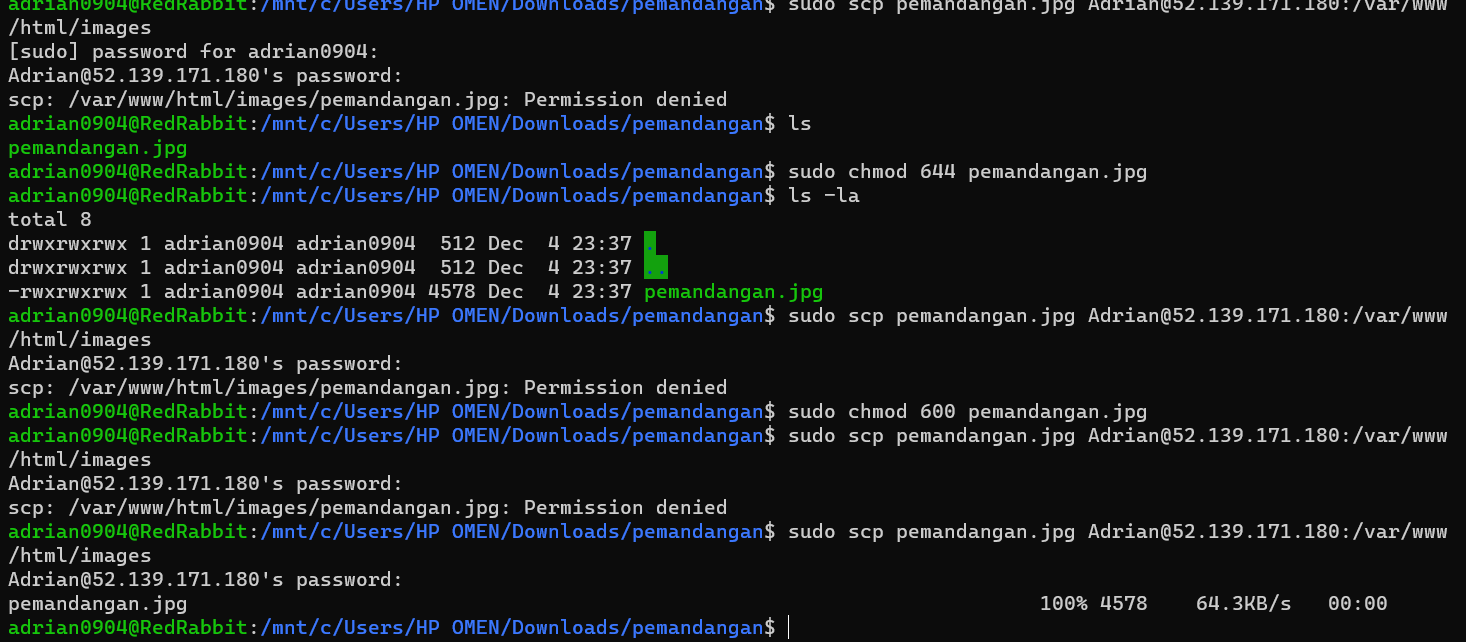 adrian0904@RedRabbit:/mnt/c/Users/HP OMEN/Downloads/pemandangan$ sudo scp pemandangan.jpg Adrian@52.139.171.180:/var/www
/html/images
[sudo] password for adrian0904:
Adrian@52.139.171.180's password:
scp: /var/www/html/images/pemandangan.jpg: Permission denied
adrian0904@RedRabbit:/mnt/c/Users/HP OMEN/Downloads/pemandangan$ ls
pemandangan.jpg
adrian0904@RedRabbit:/mnt/c/Users/HP OMEN/Downloads/pemandangan$ sudo chmod 644 pemandangan.jpg
adrian0904@RedRabbit:/mnt/c/Users/HP OMEN/Downloads/pemandangan$ ls -la
total 8
drwxrwxrwx 1 adrian0904 adrian0904  512 Dec  4 23:37 .
drwxrwxrwx 1 adrian0904 adrian0904  512 Dec  4 23:37 ..
-rwxrwxrwx 1 adrian0904 adrian0904 4578 Dec  4 23:37 pemandangan.jpg
adrian0904@RedRabbit:/mnt/c/Users/HP OMEN/Downloads/pemandangan$ sudo scp pemandangan.jpg Adrian@52.139.171.180:/var/www
/html/images
Adrian@52.139.171.180's password:
scp: /var/www/html/images/pemandangan.jpg: Permission denied
adrian0904@RedRabbit:/mnt/c/Users/HP OMEN/Downloads/pemandangan$ sudo chmod 600 pemandangan.jpg
adrian0904@RedRabbit:/mnt/c/Users/HP OMEN/Downloads/pemandangan$ sudo scp pemandangan.jpg Adrian@52.139.171.180:/var/www
/html/images
Adrian@52.139.171.180's password:
scp: /var/www/html/images/pemandangan.jpg: Permission denied
adrian0904@RedRabbit:/mnt/c/Users/HP OMEN/Downloads/pemandangan$ sudo scp pemandangan.jpg Adrian@52.139.171.180:/var/www
/html/images
Adrian@52.139.171.180's password:
pemandangan.jpg 100% 4578 64.3KB/s 00:00
adrian0904@RedRabbit:/mnt/c/Users/HP OMEN/Downloads/pemandangan$